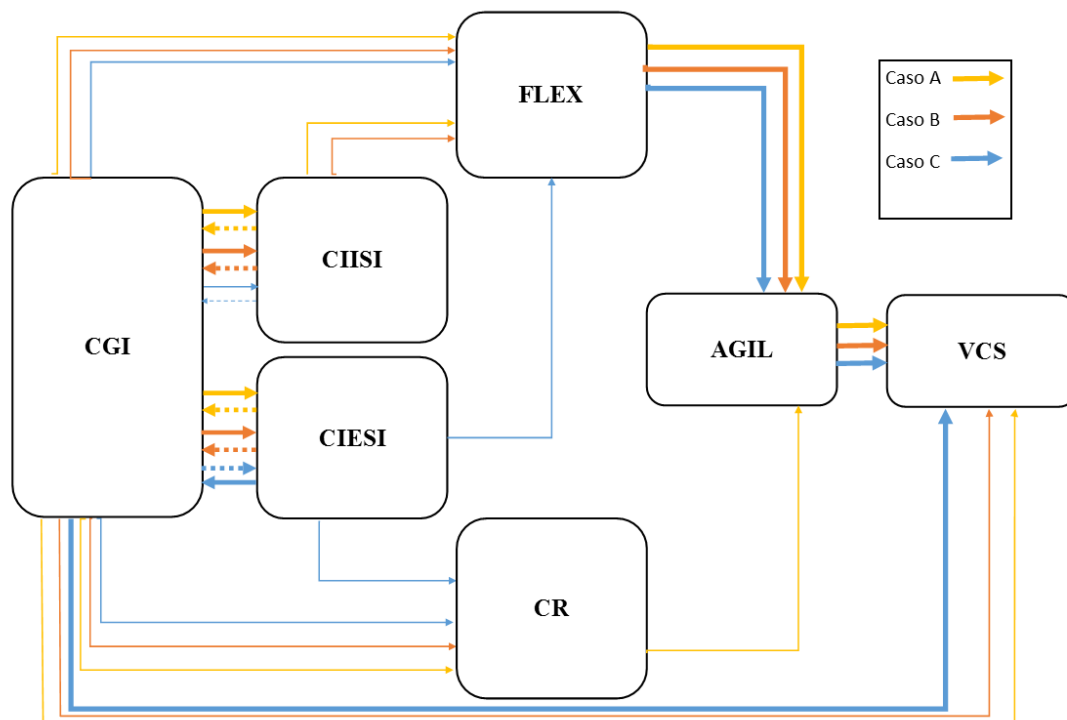 FLEX
Caso A
Caso B
Caso C
CIISI
CGI
AGIL
VCS
CIESI
CR